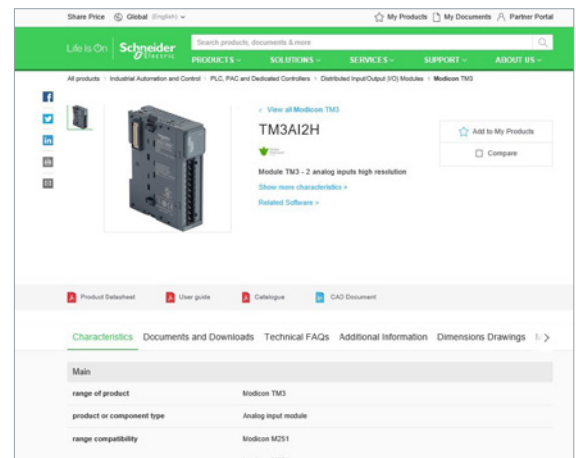 Share Price Global (English) My Products My Documents Partner Portal
Life Is On Schneider Electric
Search products, documents & more
PRODUCTS SOLUTIONS SERVICES SUPPORT ABOUT US
All products Industrial Automation and Control PLC, PAC and Dedicated Controllers Distributed Input/Output (I/O) Modules Modicon TM3
< View all Modicon TM3
TM3AI2H
Add to My Products
Compare
Module TM3 - 2 analog inputs high resolution
Show more characteristics >
Related Software >
Product Datasheet User guide Catalogue CAD Document
Characteristics Documents and Downloads Technical FAQs Additional Information Dimensions Drawings >
Main
range of product Modicon TM3
product or component type Analog input module
range compatibility Modicon M251